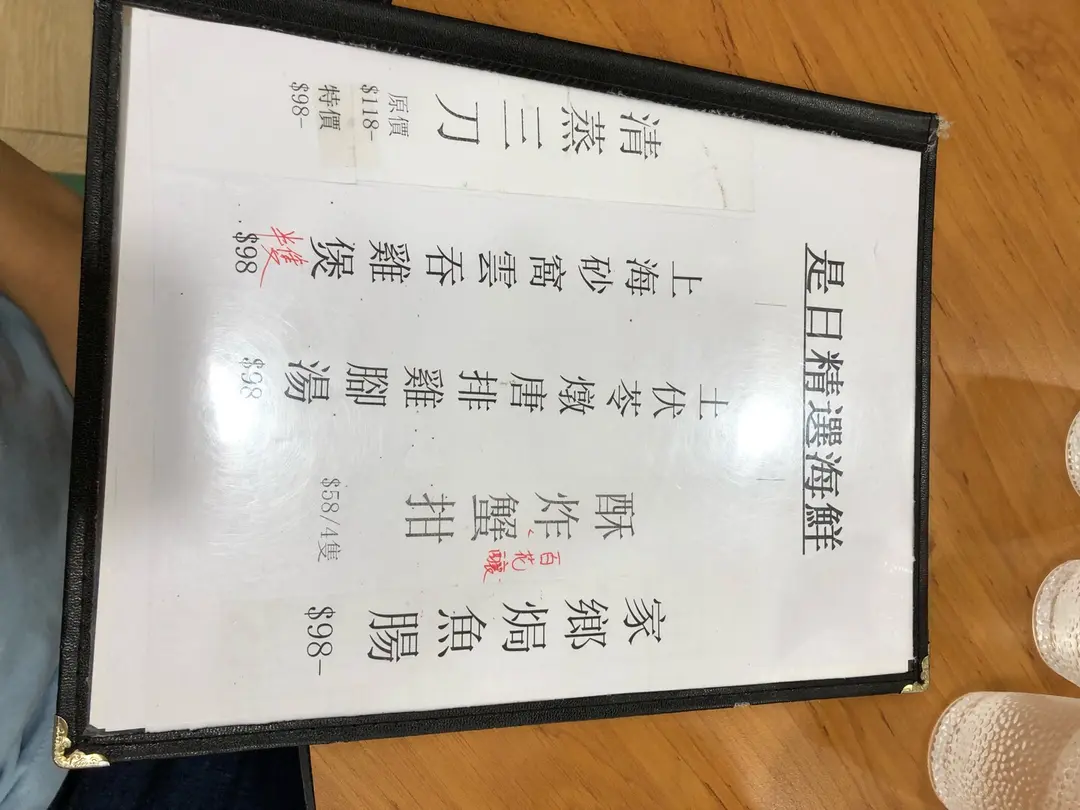 是日精選海鮮
家鄉焗魚腸
$98-
酥炸蟹拑
百花釀
$58/4隻
土伏苓燉唐排雞腳湯
$98
上海砂窩雲吞雞煲
半隻
$98
清蒸三刀
原價
$118-
特價
$98-